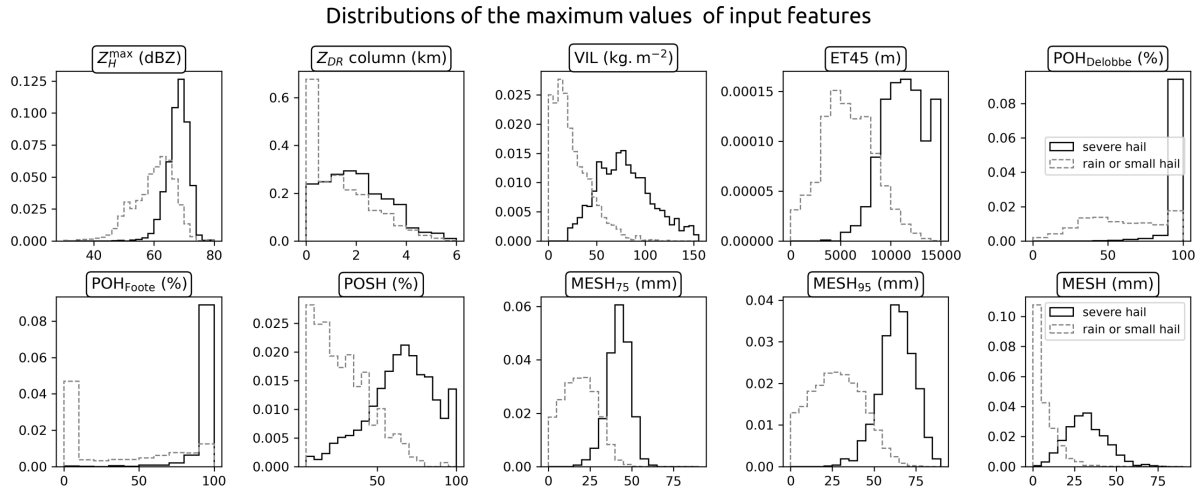 Distributions of the maximum values  of input features
Z_H^max (dBZ)
0.125
0.100
0.075
0.050
0.025
0.000
40 60 80
Z_DR column (km)
0.6
0.4
0.2
0.0
0 2 4 6
VIL (kg. m⁻²)
0.025
0.020
0.015
0.010
0.005
0.000
0 50 100 150
ET45 (m)
0.00015
0.00010
0.00005
0.00000
0 5000 10000 15000
POH_Delobbe (%)
0.08
0.06
0.04
0.02
0.00
severe hail
rain or small hail
0 50 100
POH_Foote (%)
0.08
0.06
0.04
0.02
0.00
0 50 100
POSH (%)
0.025
0.020
0.015
0.010
0.005
0.000
50 100
MESH₇₅ (mm)
0.06
0.04
0.02
0.00
0 25 50 75
MESH₉₅ (mm)
0.04
0.03
0.02
0.01
0.00
0 25 50 75
MESH (mm)
0.10
0.08
0.06
0.04
0.02
0.00
severe hail
rain or small hail
0 25 50 75